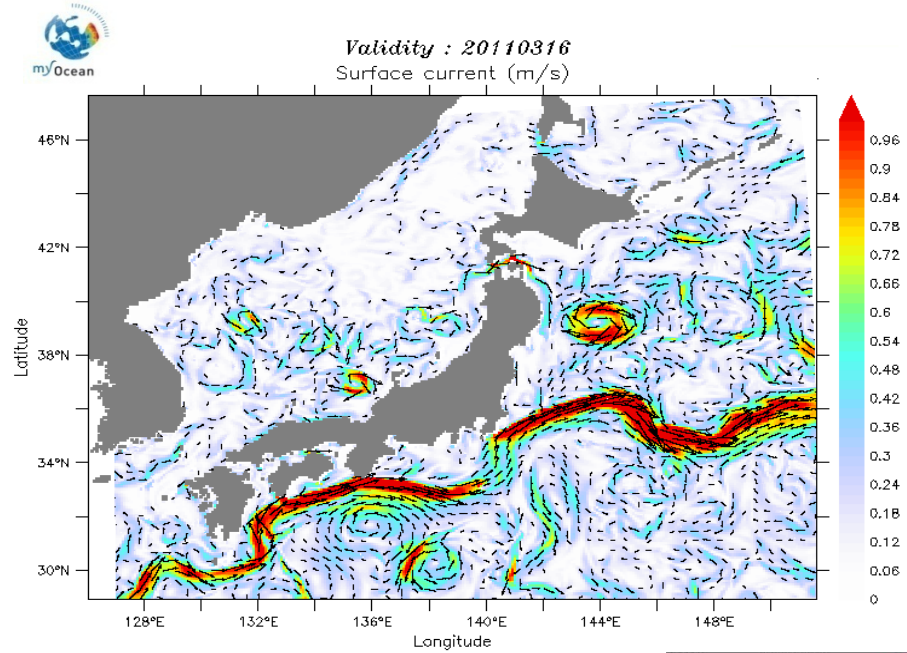 myOcean
Validity : 20110316
Surface current (m/s)
46°N
42°N
38°N
34°N
30°N
Latitude
128°E 132°E 136°E 140°E 144°E 148°E
Longitude
0.96
0.84
0.78
0.72
0.66
0.6
0.54
0.48
0.42
0.36
0.3
0.24
0.18
0.12
0.06
0